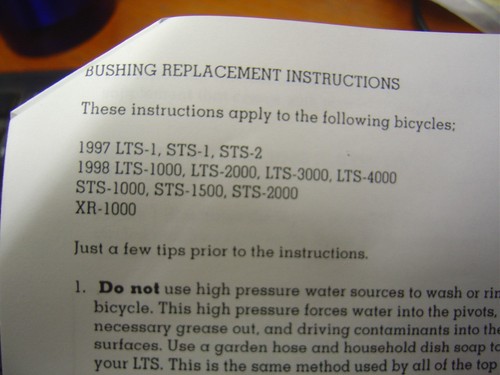 BUSHING REPLACEMENT INSTRUCTIONS
These instructions apply to the following bicycles;
1997 LTS-1, STS-1, STS-2
1998 LTS-1000, LTS-2000, LTS-3000, LTS-4000
STS-1000, STS-1500, STS-2000
XR-1000
Just a few tips prior to the instructions.
1. Do not use high pressure water sources to wash or
bicycle. This high pressure forces water into the pivots,
necessary grease out, and driving contaminants into the
surfaces. Use a garden hose and household dish soap to
your LTS. This is the same method used by all of the top